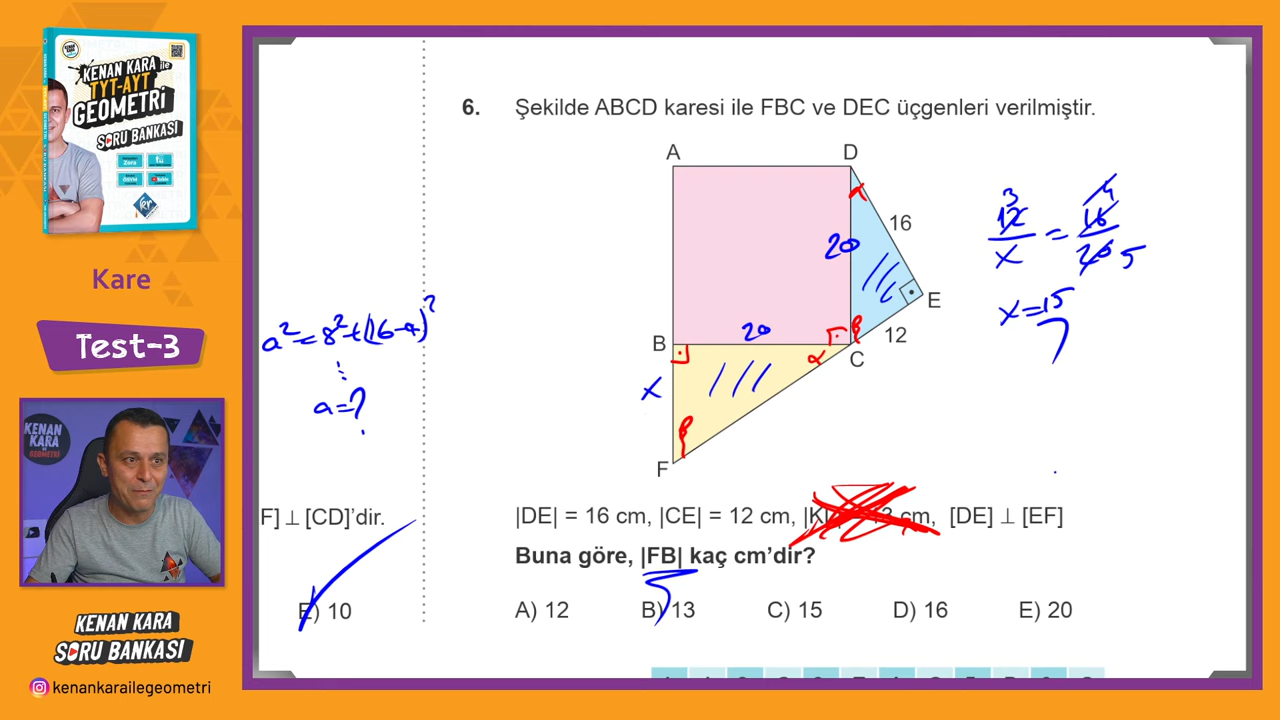 KENAN KARA ile
TYT-AYT
GEOMETRİ
SORU BANKASI
Kare
Test-3
a² = 8² + (16-a)²
a=?
F] ⊥ [CD]'dir.
E) 10
6. Şekilde ABCD karesi ile FBC ve DEC üçgenleri verilmiştir.
A
D
α
16
20
E
B
20
β
12
α
C
x
β
F
12/x = 16/20
3
4
5
x=15
|DE| = 16 cm, |CE| = 12 cm, |K cm, [DE] ⊥ [EF]
Buna göre, |FB| kaç cm'dir?
A) 12 B) 13 C) 15 D) 16 E) 20
KENAN
KARA
GEOMETRİ
KENAN KARA
SORU BANKASI
kenankarailegeometri